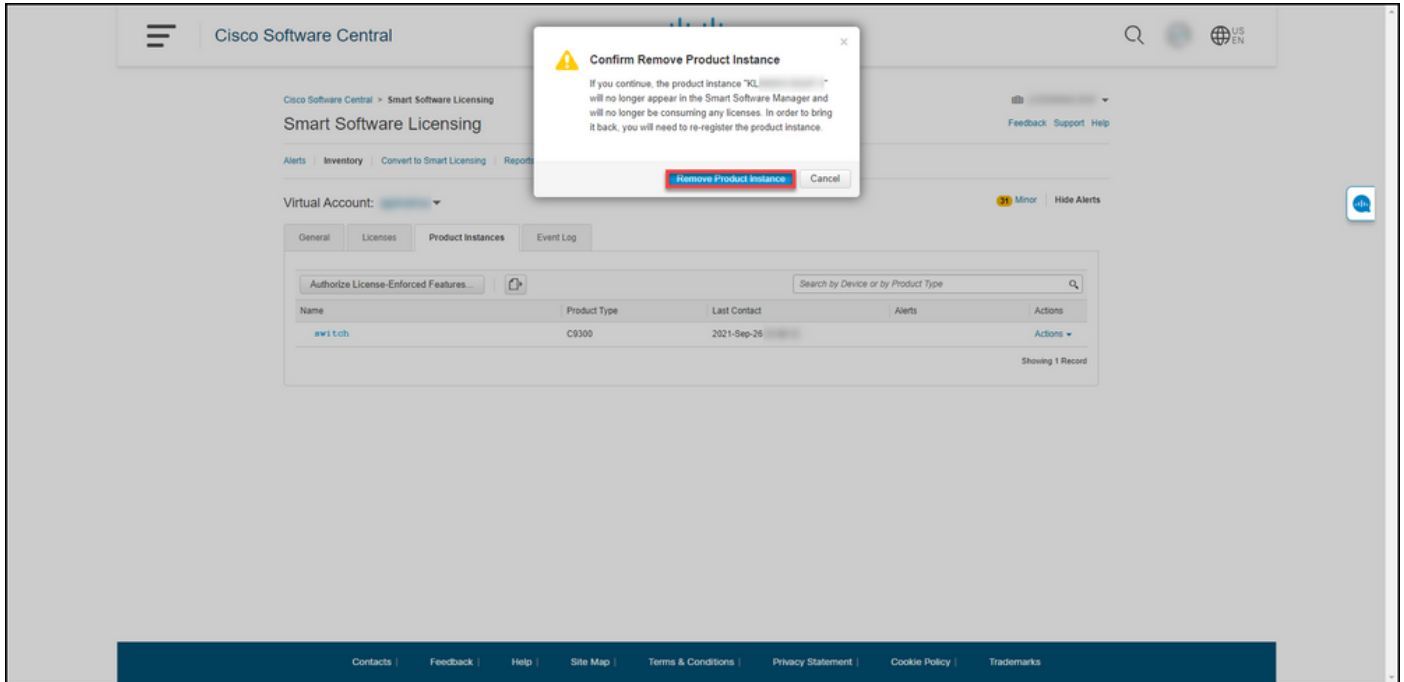 Cisco Software Central
US
EN
Confirm Remove Product Instance
If you continue, the product instance "KL "
will no longer appear in the Smart Software Manager and
will no longer be consuming any licenses. In order to bring
it back, you will need to re-register the product instance.
Remove Product Instance
Cancel
Cisco Software Central > Smart Software Licensing
Smart Software Licensing
Feedback Support Help
Alerts | Inventory | Convert to Smart Licensing | Reports
Virtual Account:
31 Minor | Hide Alerts
General Licenses Product Instances Event Log
Authorize License-Enforced Features...
Search by Device or by Product Type
Name Product Type Last Contact Alerts Actions
switch C9300 2021-Sep-26 Actions
Showing 1 Record
Contacts | Feedback | Help | Site Map | Terms & Conditions | Privacy Statement | Cookie Policy | Trademarks